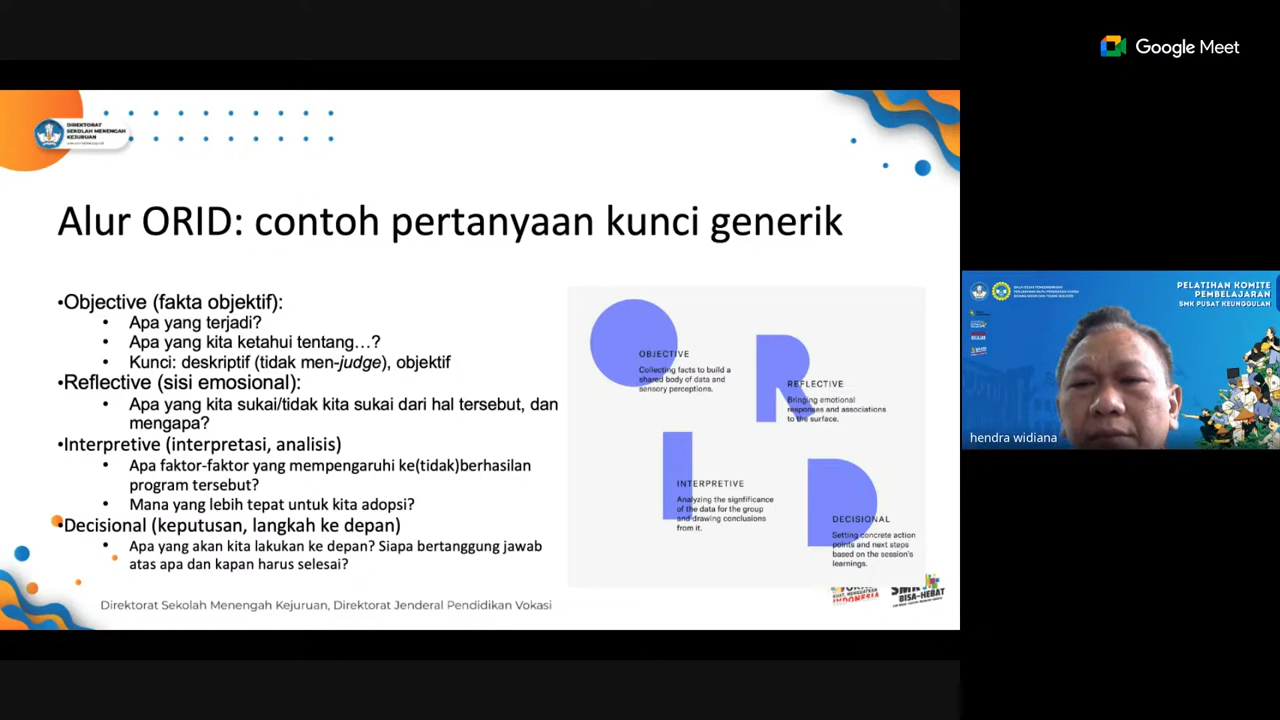 Google Meet
DIREKTORAT
SEKOLAH MENENGAH
KEJURUAN
Alur ORID: contoh pertanyaan kunci generik
•Objective (fakta objektif):
• Apa yang terjadi?
• Apa yang kita ketahui tentang…?
• Kunci: deskriptif (tidak men-judge), objektif
•Reflective (sisi emosional):
• Apa yang kita sukai/tidak kita sukai dari hal tersebut, dan
mengapa?
•Interpretive (interpretasi, analisis)
• Apa faktor-faktor yang mempengaruhi ke(tidak)berhasilan
program tersebut?
• Mana yang lebih tepat untuk kita adopsi?
•Decisional (keputusan, langkah ke depan)
• Apa yang akan kita lakukan ke depan? Siapa bertanggung jawab
atas apa dan kapan harus selesai?
OBJECTIVE
Collecting facts to build a
shared body of data and
sensory perceptions.
REFLECTIVE
Bringing emotional
responses and associations
to the surface.
INTERPRETIVE
Analyzing the signfificance
of the data for the group
and drawing conclusions
from it.
DECISIONAL
Setting concrete action
points and next steps
based on the session's
learnings.
Direktorat Sekolah Menengah Kejuruan, Direktorat Jenderal Pendidikan Vokasi
INDONESIA
SMK
BISA-HEBAT
PELATIHAN KOMITE
PEMBELAJARAN
SMK PUSAT KEUNGGULAN
hendra widiana